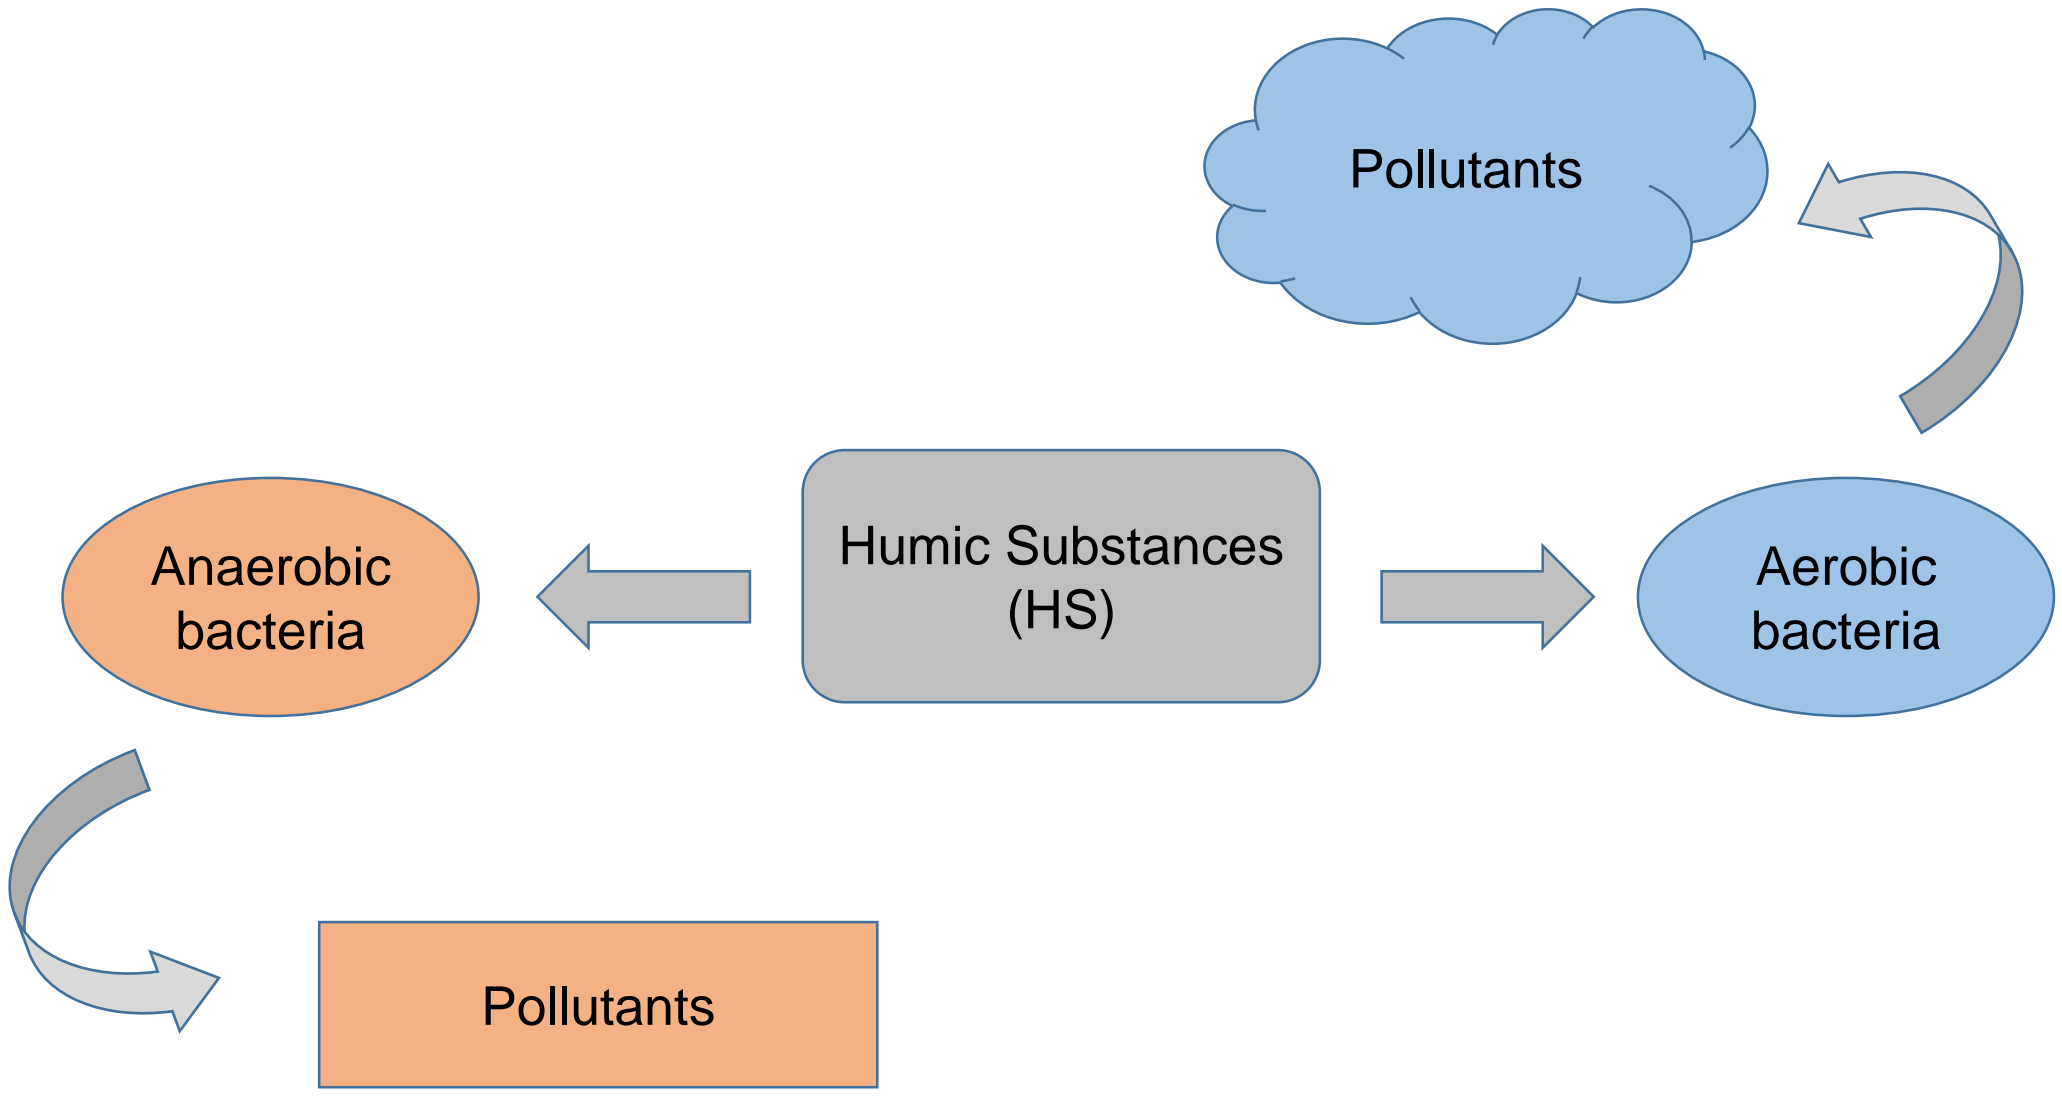 Pollutants
Anaerobic
bacteria
Humic Substances
(HS)
Aerobic
bacteria
Pollutants